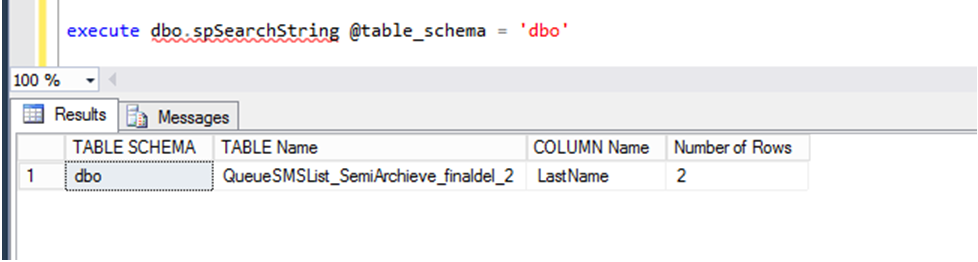 execute dbo.spSearchString @table_schema = 'dbo'
100 %
Results Messages
TABLE SCHEMA TABLE Name COLUMN Name Number of Rows
1 dbo QueueSMSList_SemiArchieve_finaldel_2 LastName 2